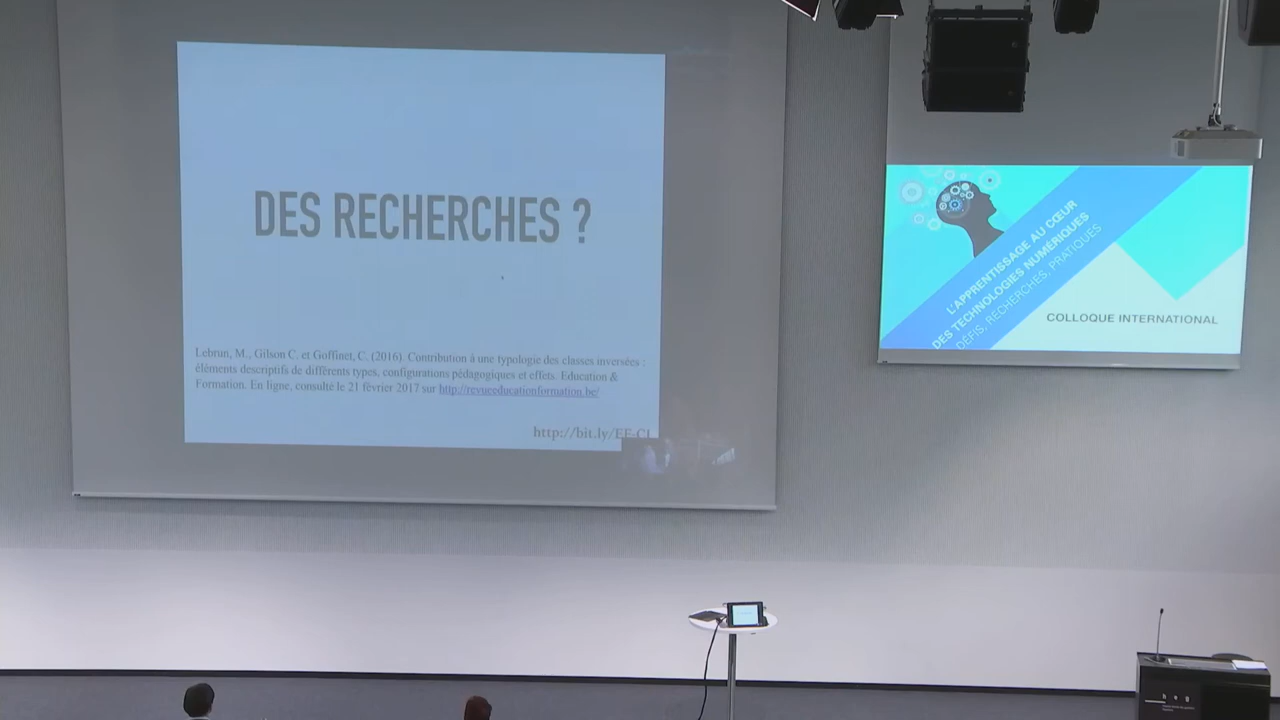 DES RECHERCHES ?
Lebrun, M., Gilson C. et Goffinet, C. (2016). Contribution à une typologie des classes inversées :
éléments descriptifs de différents types, configurations pédagogiques et effets. Education &
Formation. En ligne, consulté le 21 février 2017 sur http://revueeducationformation.be/
http://bit.ly/EF-CI
L'APPRENTISSAGE AU CŒUR
DES TECHNOLOGIES NUMÉRIQUES
DÉFIS, RECHERCHES, PRATIQUES
COLLOQUE INTERNATIONAL
h e g